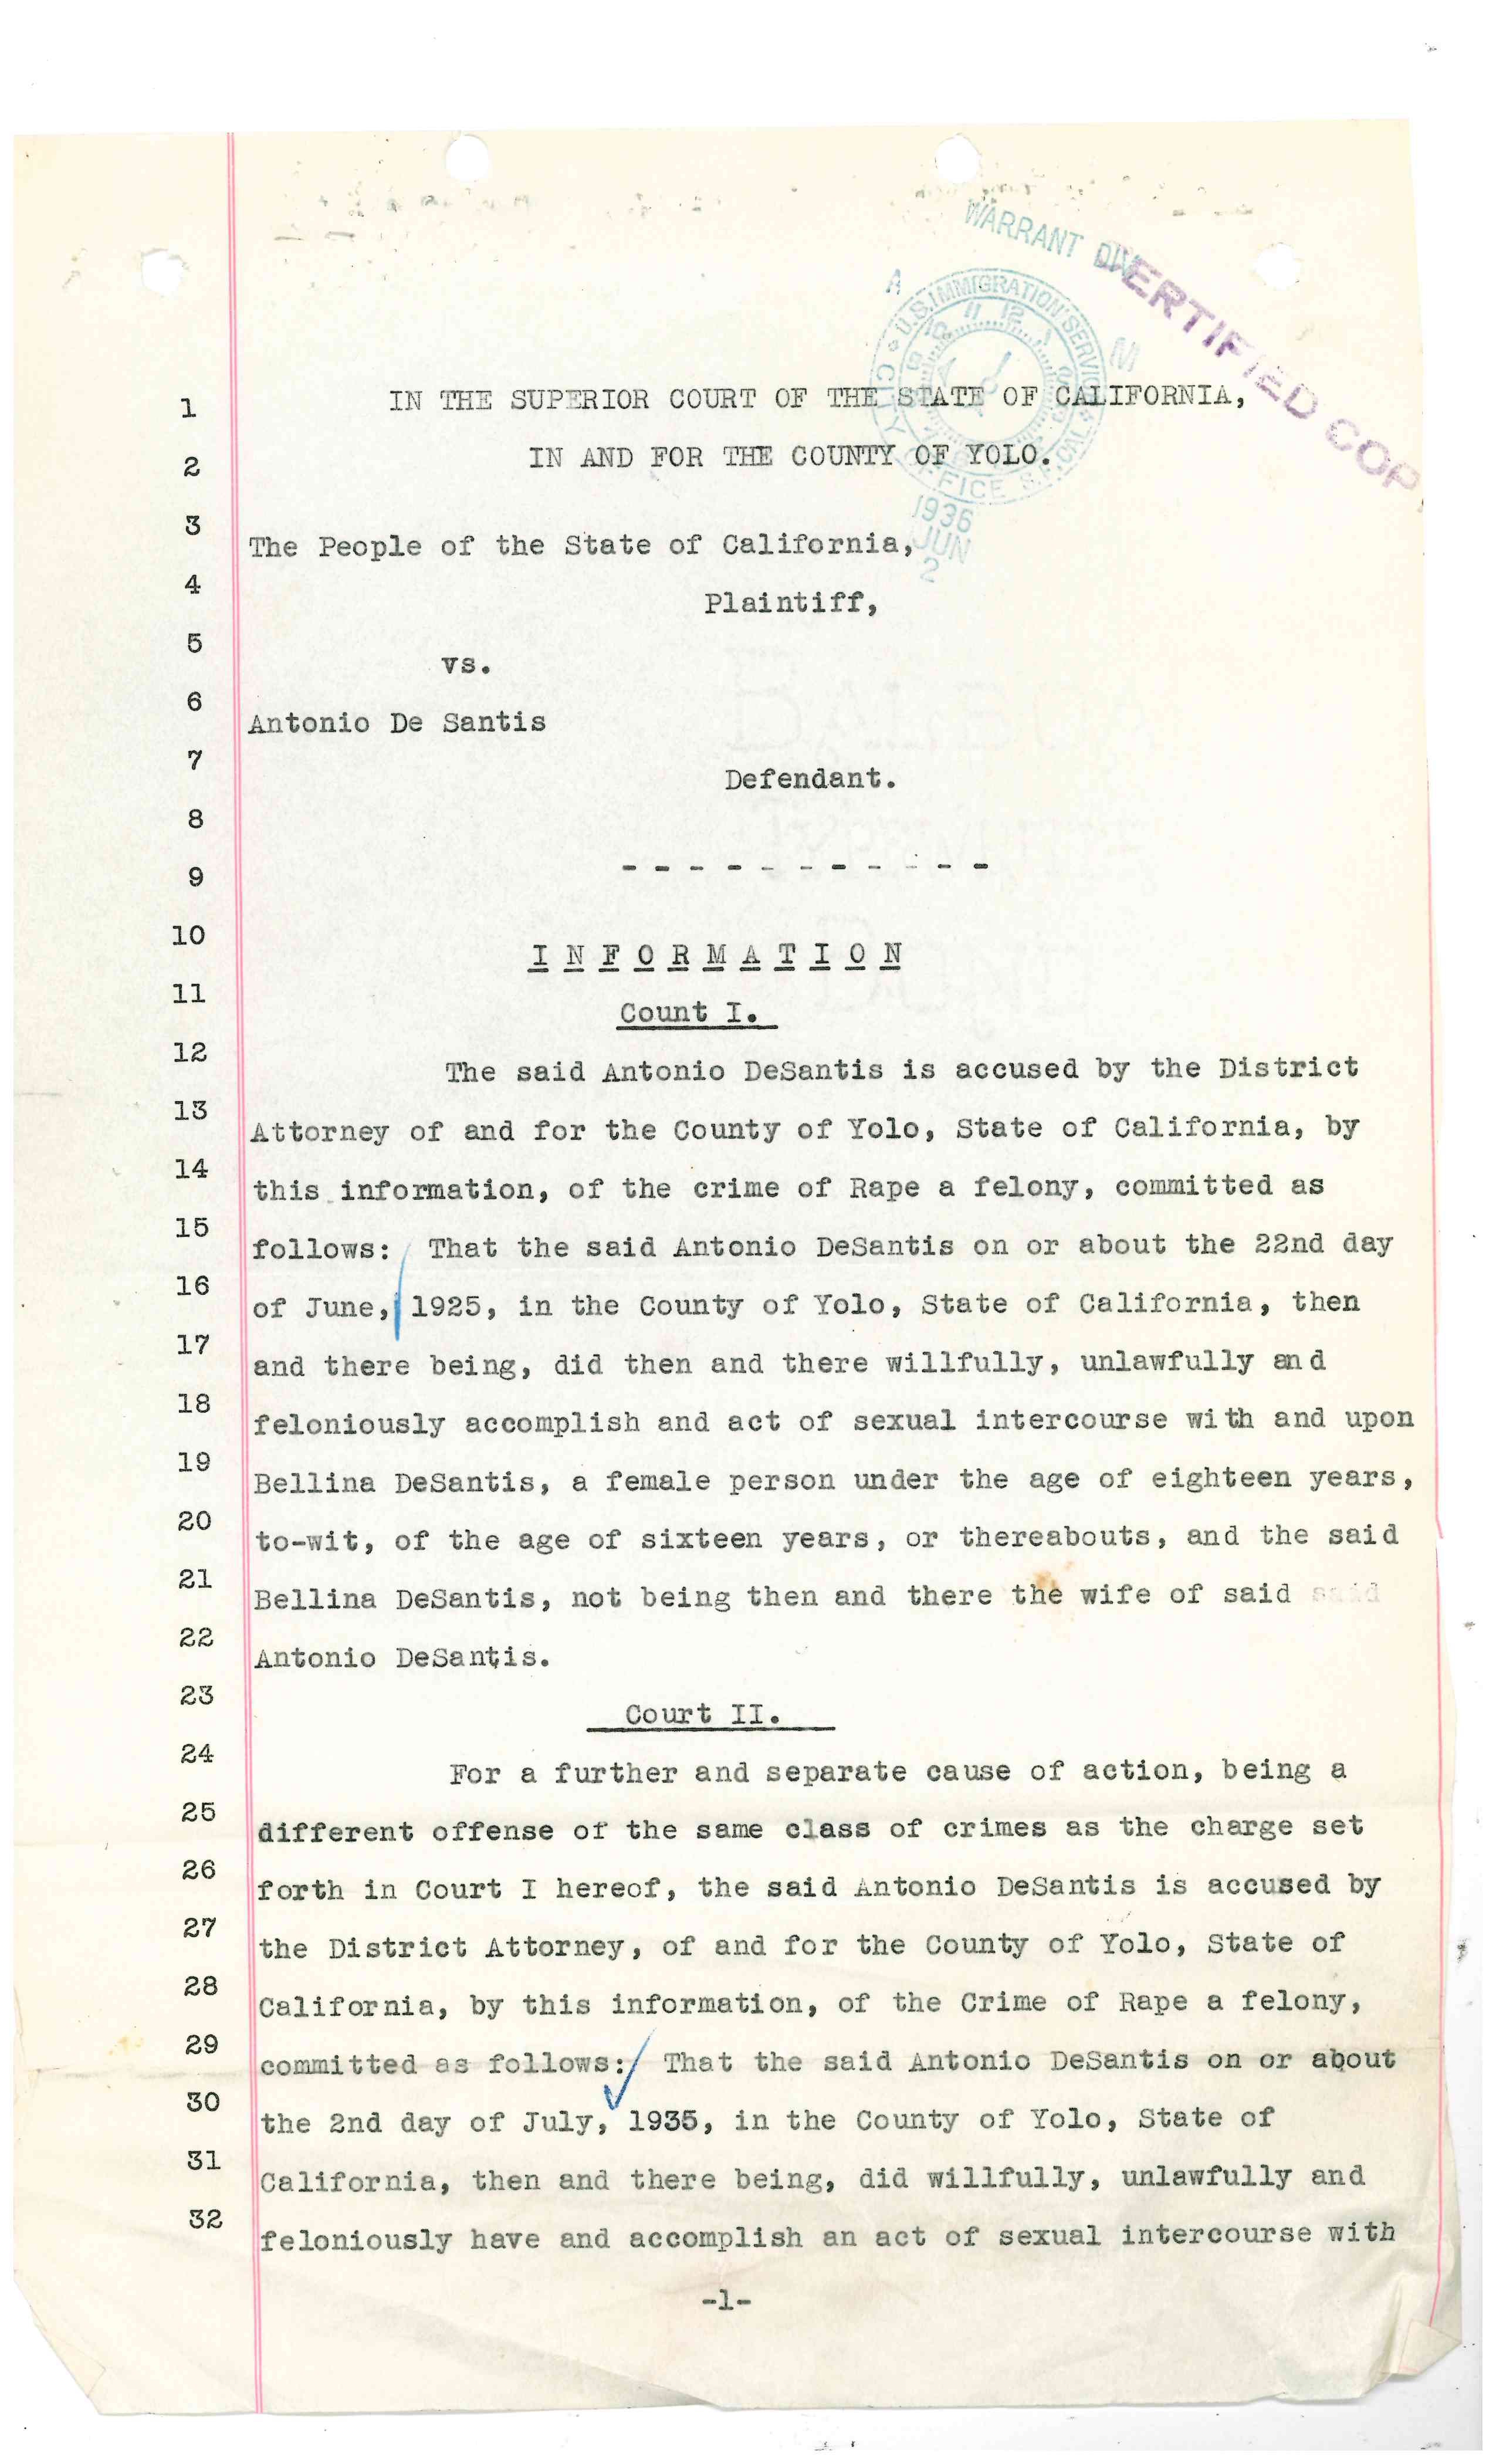 WARRANT DIV
CERTIFIED COP
A M
U.S. IMMIGRATION SERVICE
OFFICE S.F. CAL.
1936
JUN
2
1 IN THE SUPERIOR COURT OF THE STATE OF CALIFORNIA,
2 IN AND FOR THE COUNTY OF YOLO.
3 The People of the State of California,
4 Plaintiff,
5 vs.
6 Antonio De Santis
7 Defendant.
8
9 - - - - - - - - - - -
10 I N F O R M A T I O N
11 Count I.
12 The said Antonio DeSantis is accused by the District
13 Attorney of and for the County of Yolo, State of California, by
14 this information, of the crime of Rape a felony, committed as
15 follows: That the said Antonio DeSantis on or about the 22nd day
16 of June, 1925, in the County of Yolo, State of California, then
17 and there being, did then and there willfully, unlawfully and
18 feloniously accomplish and act of sexual intercourse with and upon
19 Bellina DeSantis, a female person under the age of eighteen years,
20 to-wit, of the age of sixteen years, or thereabouts, and the said
21 Bellina DeSantis, not being then and there the wife of said said
22 Antonio DeSantis.
23 Court II.
24 For a further and separate cause of action, being a
25 different offense of the same class of crimes as the charge set
26 forth in Court I hereof, the said Antonio DeSantis is accused by
27 the District Attorney, of and for the County of Yolo, State of
28 California, by this information, of the Crime of Rape a felony,
29 committed as follows: That the said Antonio DeSantis on or about
30 the 2nd day of July, 1935, in the County of Yolo, State of
31 California, then and there being, did willfully, unlawfully and
32 feloniously have and accomplish an act of sexual intercourse with
-1-